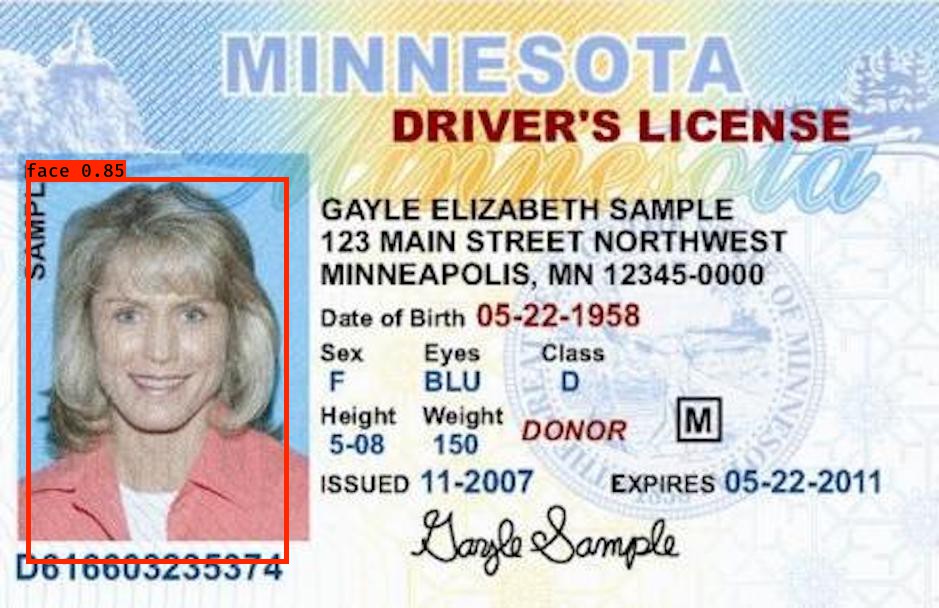 MINNESOTA
DRIVER'S LICENSE
Minnesota
face 0.85
SAMPL
GAYLE ELIZABETH SAMPLE
123 MAIN STREET NORTHWEST
MINNEAPOLIS, MN 12345-0000
Date of Birth 05-22-1958
Sex Eyes Class
F BLU D
Height Weight
5-08 150 DONOR M
ISSUED 11-2007 EXPIRES 05-22-2011
Gayle Sample
D616603235374